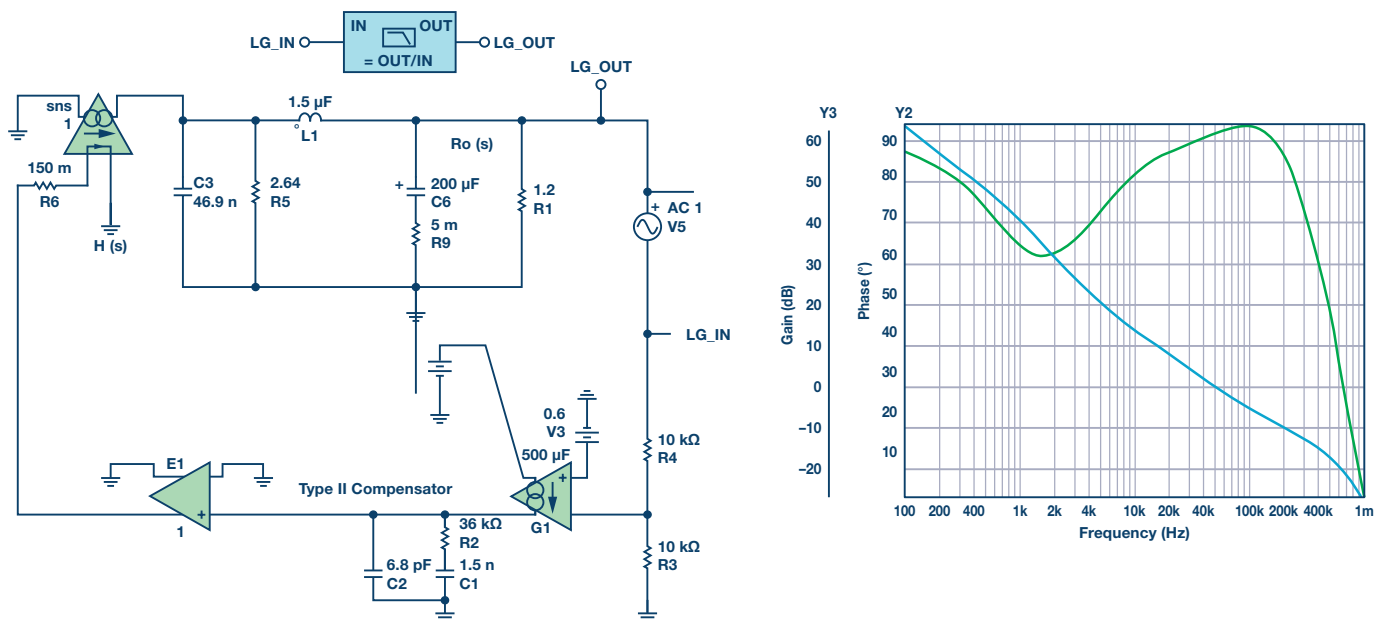 IN OUT
LG_IN LG_OUT
= OUT/IN
LG_OUT
sns
1
150 m
R6
H (s)
1.5 µF
°L1
C3
46.9 n
2.64
R5
Ro (s)
+ 200 µF
C6
5 m
R9
1.2
R1
+ AC 1
V5
LG_IN
0.6
V3
500 µF
+
G1
10 kΩ
R4
10 kΩ
R3
E1
+
1
Type II Compensator
36 kΩ
R2
6.8 pF
C2
1.5 n
C1
Y3 Y2
Gain (dB)
60
50
40
30
20
10
0
–10
–20
Phase (°)
90
80
70
60
50
40
30
20
10
100 200 400 1k 2k 4k 10k 20k 40k 100k 200k 400k 1m
Frequency (Hz)